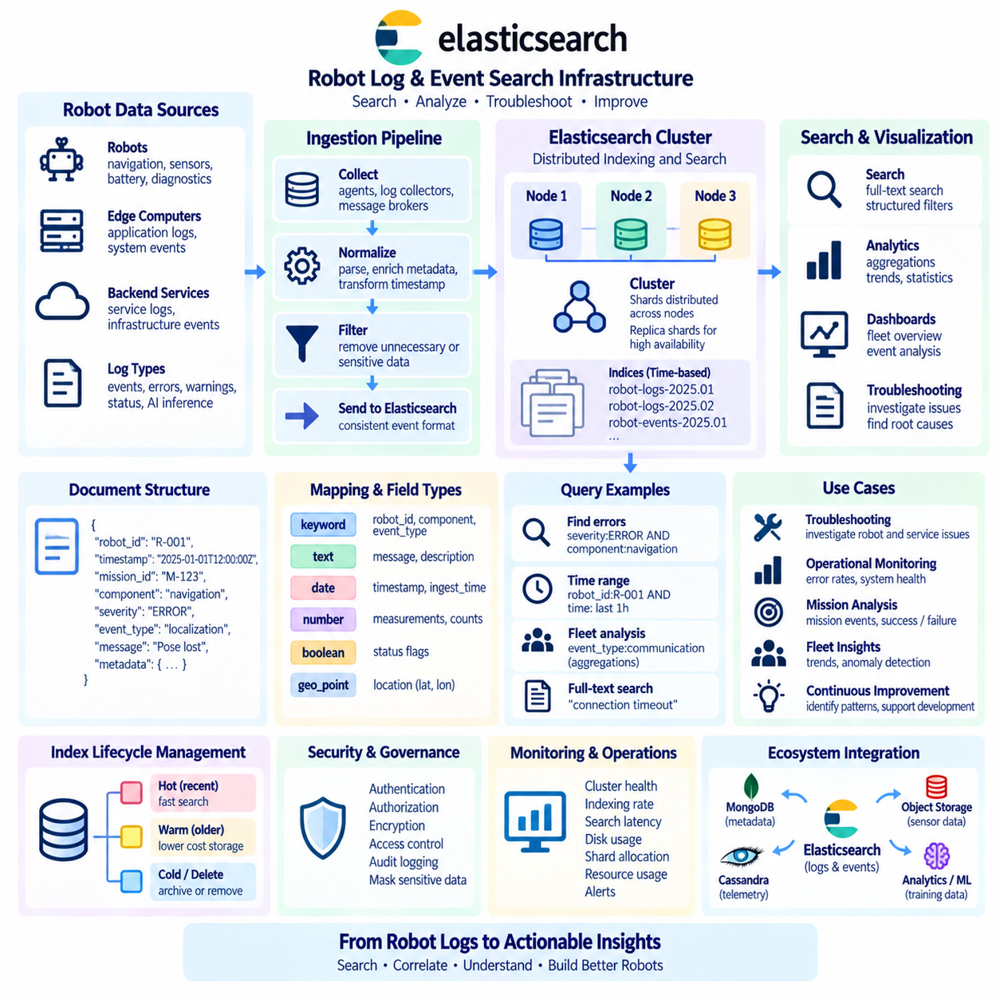 elasticsearch
Robot Log & Event Search Infrastructure
Search • Analyze • Troubleshoot • Improve
Robot Data Sources
Robots
navigation, sensors,
battery, diagnostics
Edge Computers
application logs,
system events
Backend Services
service logs,
infrastructure events
Log Types
events, errors, warnings,
status, AI inference
Ingestion Pipeline
Collect
agents, log collectors,
message brokers
Normalize
parse, enrich metadata,
transform timestamp
Filter
remove unnecessary or
sensitive data
Send to Elasticsearch
consistent event format
Elasticsearch Cluster
Distributed Indexing and Search
Node 1
Node 2
Node 3
Cluster
Shards distributed
across nodes
Replica shards for
high availability
Indices (Time-based)
robot-logs-2025.01
robot-logs-2025.02
robot-events-2025.01
...
Search & Visualization
Search
full-text search
structured filters
Analytics
aggregations
trends, statistics
Dashboards
fleet overview
event analysis
Troubleshooting
investigate issues
find root causes
Document Structure
{
"robot_id": "R-001",
"timestamp": "2025-01-01T12:00:00Z",
"mission_id": "M-123",
"component": "navigation",
"severity": "ERROR",
"event_type": "localization",
"message": "Pose lost",
"metadata": { ... }
}
Mapping & Field Types
keyword
robot_id, component,
event_type
text
message, description
date
timestamp, ingest_time
number
measurements, counts
boolean
status flags
geo_point
location (lat, lon)
Query Examples
Find errors
severity:ERROR AND
component:navigation
Time range
robot_id:R-001 AND
time: last 1h
Fleet analysis
event_type:communication
(aggregations)
Full-text search
"connection timeout"
Use Cases
Troubleshooting
investigate robot and service issues
Operational Monitoring
error rates, system health
Mission Analysis
mission events, success / failure
Fleet Insights
trends, anomaly detection
Continuous Improvement
identify patterns, support development
Index Lifecycle Management
Hot (recent)
fast search
Warm (older)
lower cost storage
Cold / Delete
archive or remove
Security & Governance
Authentication
Authorization
Encryption
Access control
Audit logging
Mask sensitive data
Monitoring & Operations
Cluster health
Indexing rate
Search latency
Disk usage
Shard allocation
Resource usage
Alerts
Ecosystem Integration
MongoDB
(metadata)
Object Storage
(sensor data)
Elasticsearch
(logs & events)
Cassandra
(telemetry)
Analytics / ML
(training data)
From Robot Logs to Actionable Insights
Search • Correlate • Understand • Build Better Robots